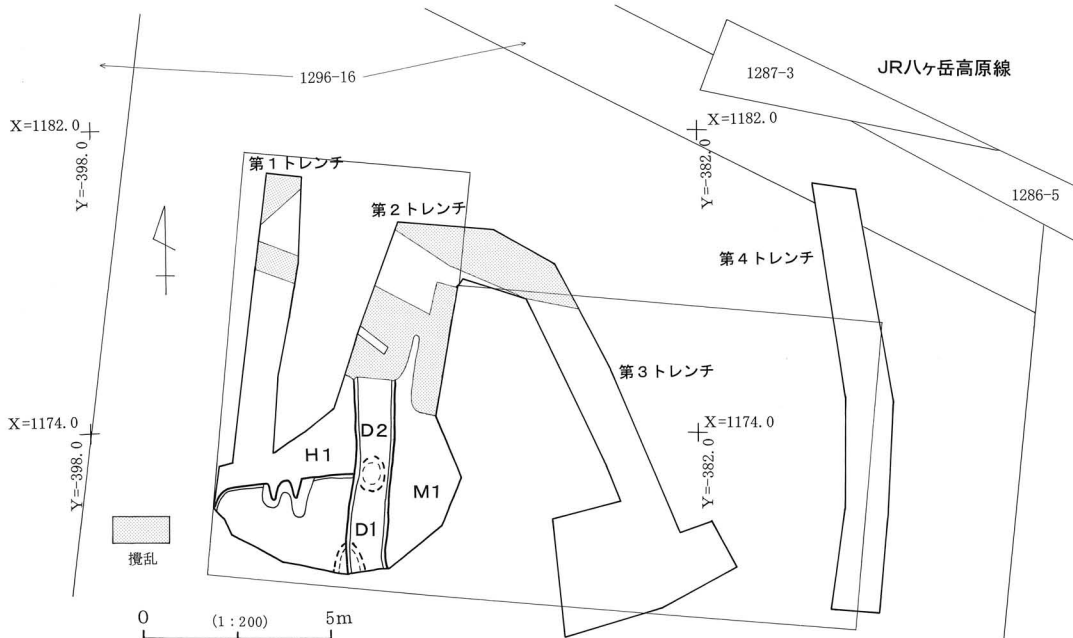 1296-16
1287-3
JR八ヶ岳高原線
1286-5
X=1182.0
Y=-398.0
X=1182.0
Y=-382.0
第1トレンチ
第2トレンチ
第4トレンチ
第3トレンチ
X=1174.0
Y=-398.0
X=1174.0
Y=-382.0
D2
H1
M1
D1
攪乱
0 (1:200) 5m